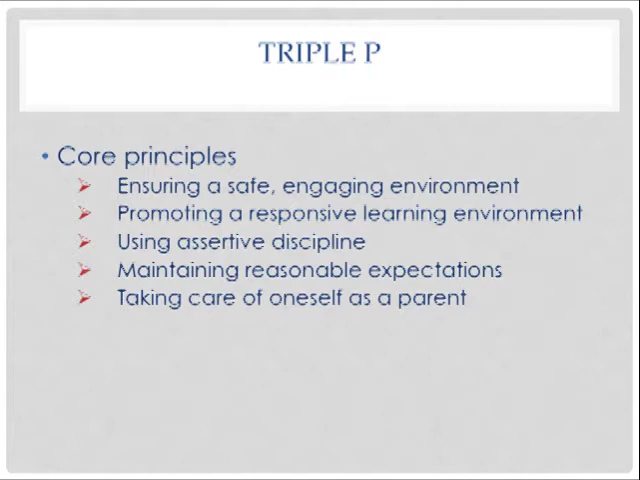 TRIPLE P
• Core principles
➢ Ensuring a safe, engaging environment
➢ Promoting a responsive learning environment
➢ Using assertive discipline
➢ Maintaining reasonable expectations
➢ Taking care of oneself as a parent